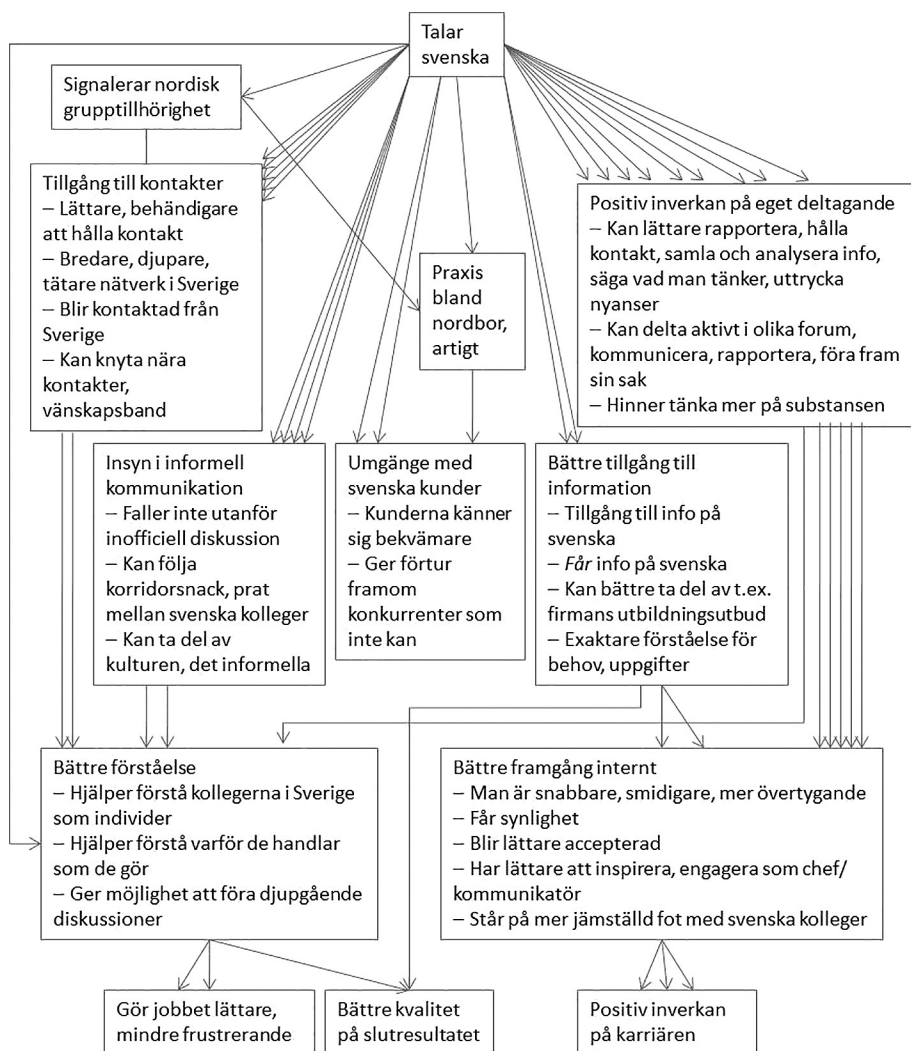 Talar
svenska
Signalerar nordisk
grupptillhörighet
Tillgång till kontakter
– Lättare, behändigare
att hålla kontakt
– Bredare, djupare,
tätare nätverk i Sverige
– Blir kontaktad från
Sverige
– Kan knyta nära
kontakter,
vänskapsband
Praxis
bland
nordbor,
artigt
Positiv inverkan på eget deltagande
– Kan lättare rapportera, hålla
kontakt, samla och analysera info,
säga vad man tänker, uttrycka
nyanser
– Kan delta aktivt i olika forum,
kommunicera, rapportera, föra fram
sin sak
– Hinner tänka mer på substansen
Insyn i informell
kommunikation
– Faller inte utanför
inofficiell diskussion
– Kan följa
korridorsnack, prat
mellan svenska kolleger
– Kan ta del av
kulturen, det informella
Umgänge med
svenska kunder
– Kunderna känner
sig bekvämare
– Ger förtur
framom
konkurrenter som
inte kan
Bättre tillgång till
information
– Tillgång till info på
svenska
– Får info på svenska
– Kan bättre ta del av t.ex.
firmans utbildningsutbud
– Exaktare förståelse för
behov, uppgifter
Bättre förståelse
– Hjälper förstå kollegerna i Sverige
som individer
– Hjälper förstå varför de handlar
som de gör
– Ger möjlighet att föra djupgående
diskussioner
Bättre framgång internt
– Man är snabbare, smidigare, mer övertygande
– Får synlighet
– Blir lättare accepterad
– Har lättare att inspirera, engagera som chef/
kommunikatör
– Står på mer jämställd fot med svenska kolleger
Gör jobbet lättare,
mindre frustrerande
Bättre kvalitet
på slutresultatet
Positiv inverkan
på karriären